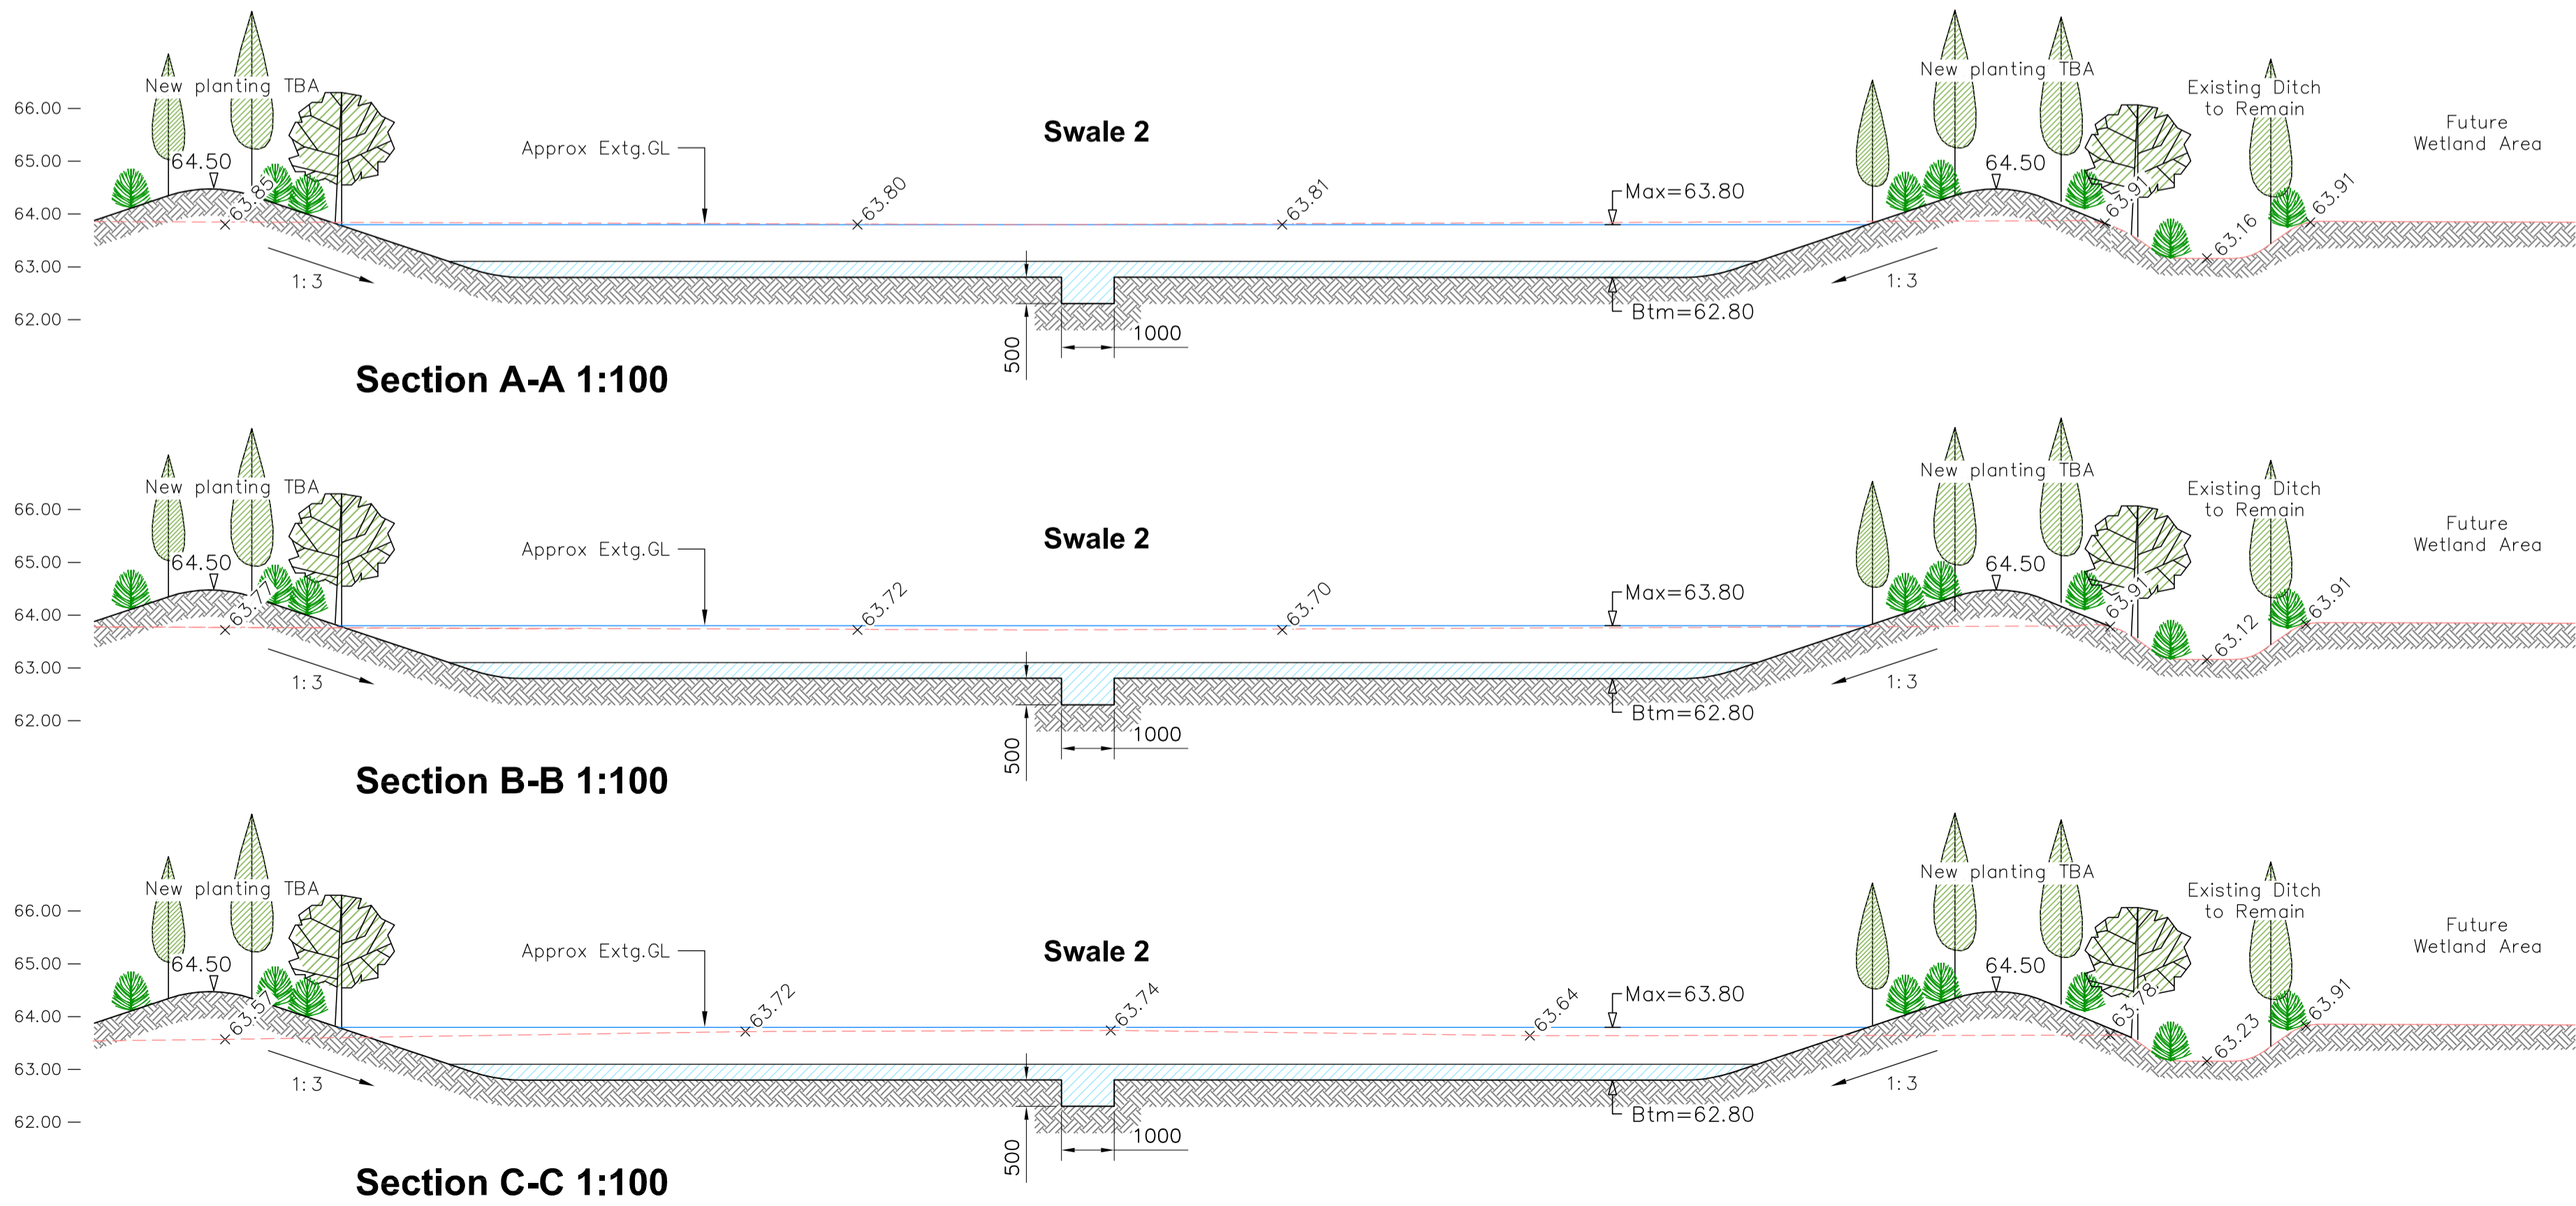 New planting TBA
New planting TBA
Existing Ditch
to Remain
Future
Wetland Area
Swale 2
Approx Extg.GL
66.00
65.00
64.00
63.00
62.00
64.50
63.85
63.80
63.81
Max=63.80
64.50
63.91
63.16
63.91
1:3
1:3
Btm=62.80
500
1000
Section A-A 1:100
New planting TBA
New planting TBA
Existing Ditch
to Remain
Future
Wetland Area
Swale 2
Approx Extg.GL
66.00
65.00
64.00
63.00
62.00
64.50
63.77
63.72
63.70
Max=63.80
64.50
63.91
63.12
63.91
1:3
1:3
Btm=62.80
500
1000
Section B-B 1:100
New planting TBA
New planting TBA
Existing Ditch
to Remain
Future
Wetland Area
Swale 2
Approx Extg.GL
66.00
65.00
64.00
63.00
62.00
64.50
63.57
63.72
63.74
63.64
Max=63.80
64.50
63.78
63.23
63.91
1:3
1:3
Btm=62.80
500
1000
Section C-C 1:100